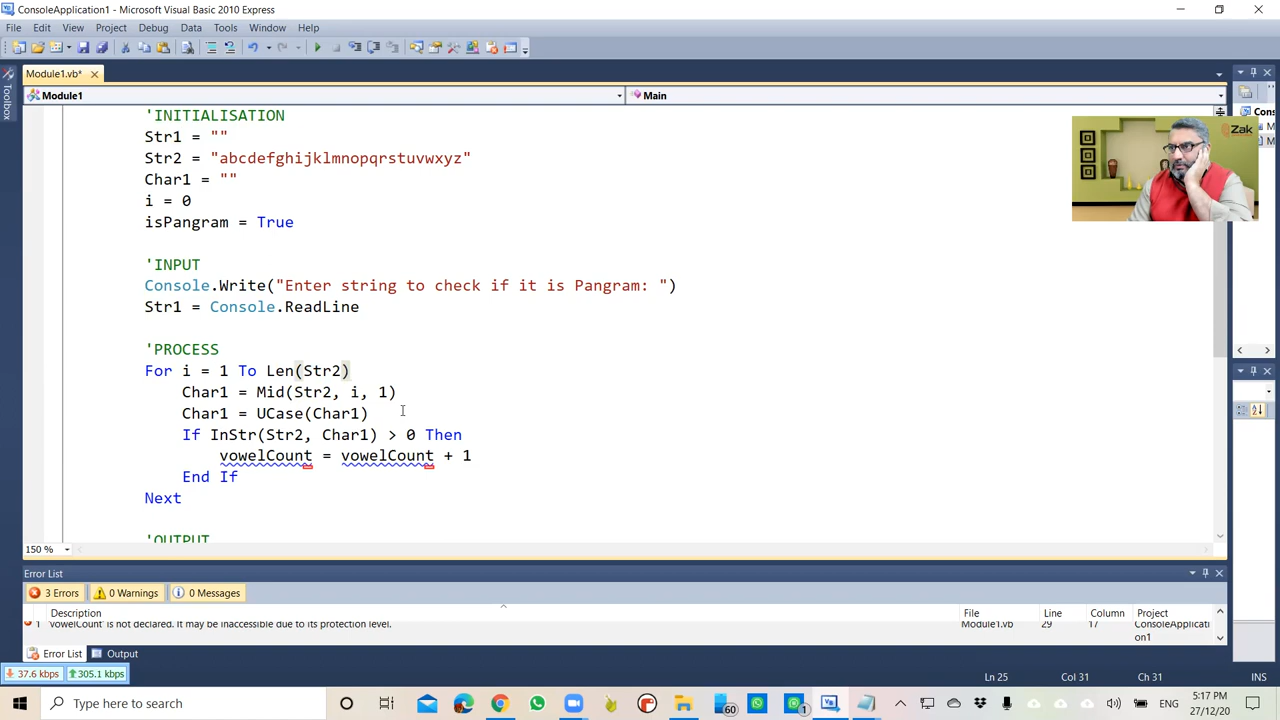 ConsoleApplication1 - Microsoft Visual Basic 2010 Express
File Edit View Project Debug Data Tools Window Help
Module1.vb*
Toolbox
Module1 Main
Cons
Zak
'INITIALISATION
Str1 = ""
Str2 = "abcdefghijklmnopqrstuvwxyz"
Char1 = ""
i = 0
isPangram = True
'INPUT
Console.Write("Enter string to check if it is Pangram: ")
Str1 = Console.ReadLine
'PROCESS
For i = 1 To Len(Str2)
Char1 = Mid(Str2, i, 1)
Char1 = UCase(Char1)
If InStr(Str2, Char1) > 0 Then
vowelCount = vowelCount + 1
End If
Next
'OUTPUT
150 %
Error List
3 Errors 0 Warnings 0 Messages
Description File Line Column Project
1 'vowelCount' is not declared. It may be inaccessible due to its protection level. Module1.vb 29 17 ConsoleApplicati
on1
Error List Output
37.6 kbps 305.1 kbps
Ln 25 Col 31 Ch 31 INS
Type here to search
60
1
ENG
5:17 PM
27/12/20